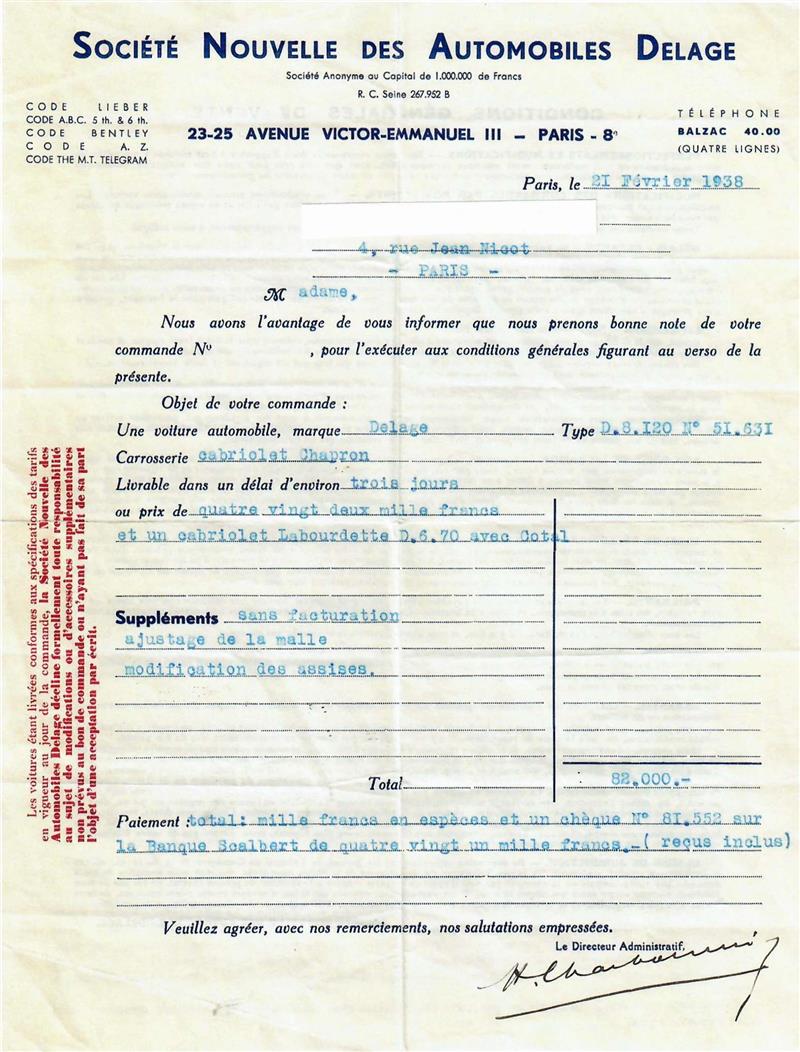 SOCIÉTÉ NOUVELLE DES AUTOMOBILES DELAGE
Société Anonyme au Capital de 1.000.000 de Francs
R. C. Seine 267.952 B
CODE LIEBER
CODE A.B.C. 5 th. & 6 th.
CODE BENTLEY
CODE A. Z.
CODE THE M.T. TELEGRAM
23-25 AVENUE VICTOR-EMMANUEL III — PARIS - 8e
TÉLÉPHONE
BALZAC 40.00
(QUATRE LIGNES)
Paris, le 21 Février 1938
4, rue Jean Nicot
- PARIS -
Madame,
Nous avons l'avantage de vous informer que nous prenons bonne note de votre
commande No , pour l'exécuter aux conditions générales figurant au verso de la
présente.
Objet de votre commande :
Une voiture automobile, marque Delage Type D.8.I20 N° 51.631
Carrosserie cabriolet Chapron
Livrable dans un délai d'environ trois jours
au prix de quatre vingt deux mille francs
et un cabriolet Labourdette D.6.70 avec Cotal
Suppléments sans facturation
ajustage de la malle
modification des assises.
Total 82.000.-
Paiement : total: mille francs en espèces et un chèque N° 81.552 sur
la Banque Scalbert de quatre vingt un mille francs.-( reçus inclus)
Veuillez agréer, avec nos remerciements, nos salutations empressées.
Le Directeur Administratif,
Les voitures étant livrées conformes aux spécifications des tarifs
en vigueur au jour de la commande, la Société Nouvelle des
Automobiles Delage décline formellement toute responsabilité
au sujet de modifications ou d'accessoires supplémentaires
non prévus au bon de commande ou n'ayant pas fait de sa part
l'objet d'une acceptation par écrit.